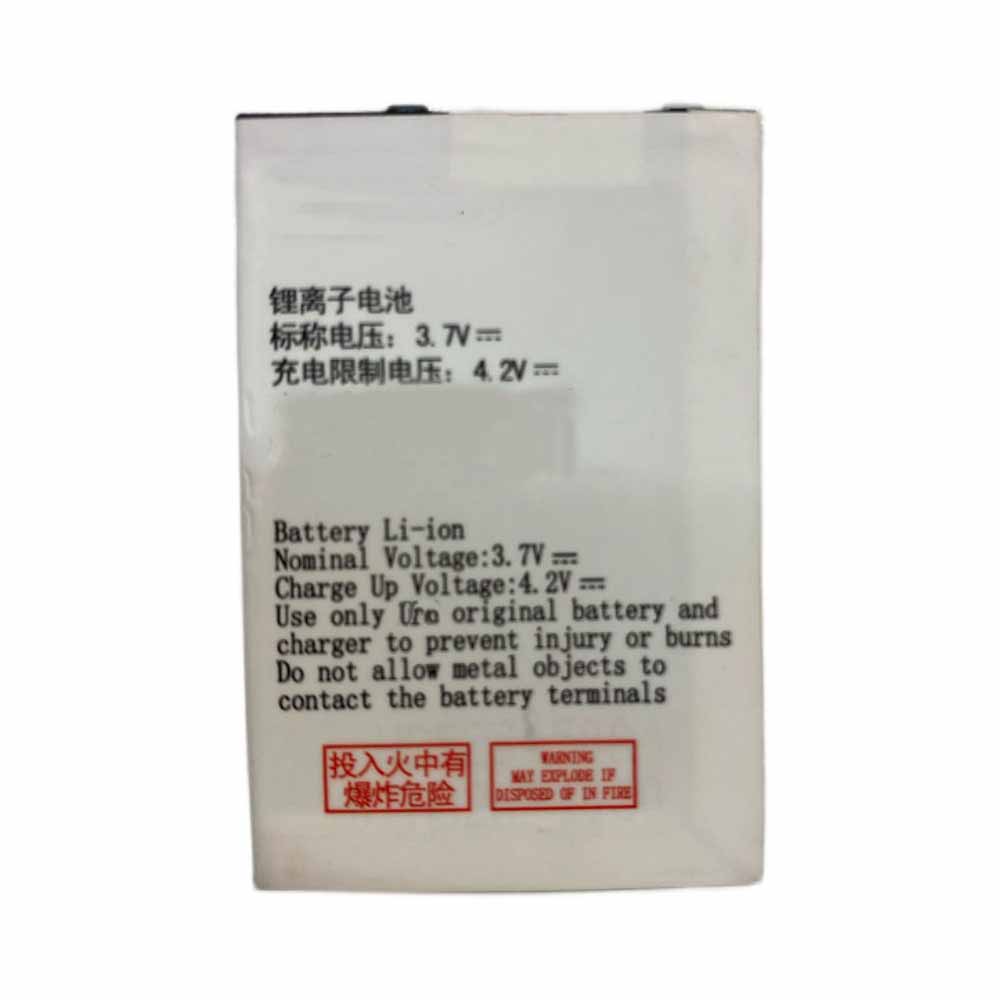 锂离子电池
标称电压：3.7V⎓
充电限制电压：4.2V⎓
Battery Li-ion
Nominal Voltage:3.7V⎓
Charge Up Voltage:4.2V⎓
Use only Uro original battery and
charger to prevent injury or burns
Do not allow metal objects to
contact the battery terminals
投入火中有
爆炸危险
WARNING
MAY EXPLODE IF
DISPOSED OF IN FIRE